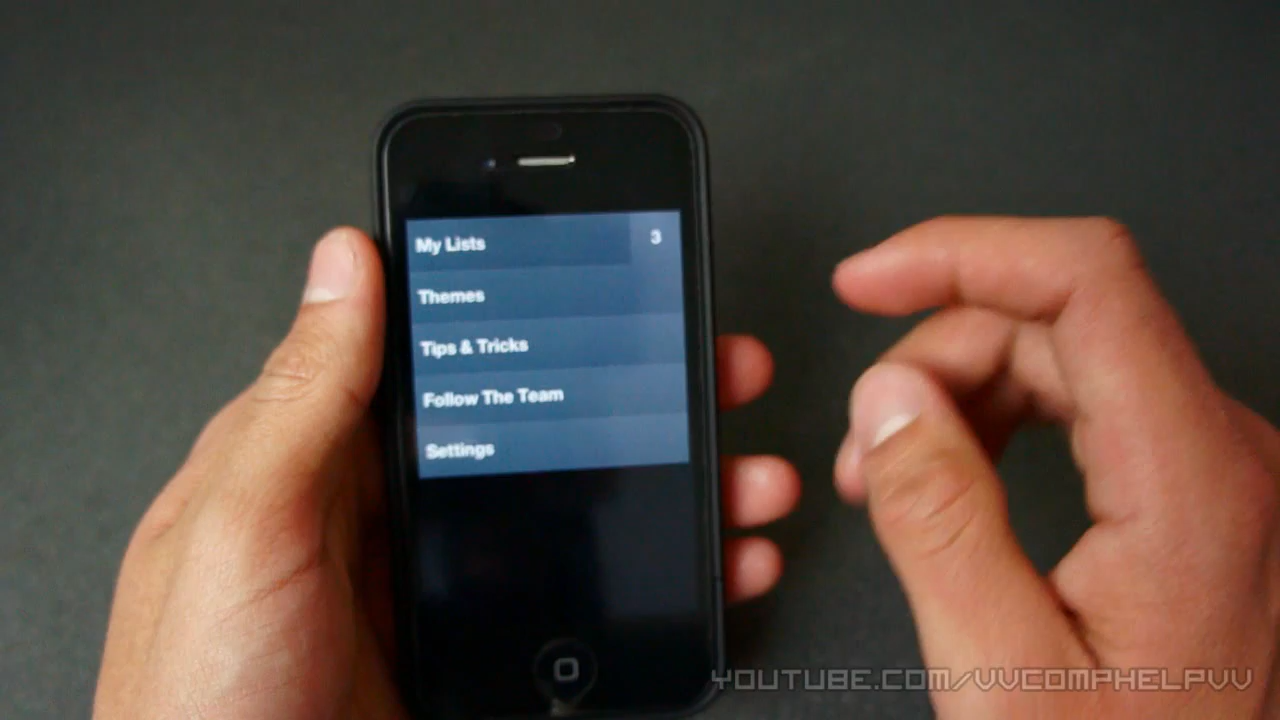 My Lists 3
Themes
Tips & Tricks
Follow The Team
Settings
YOUTUBE.COM/VVCOMPHELPVV